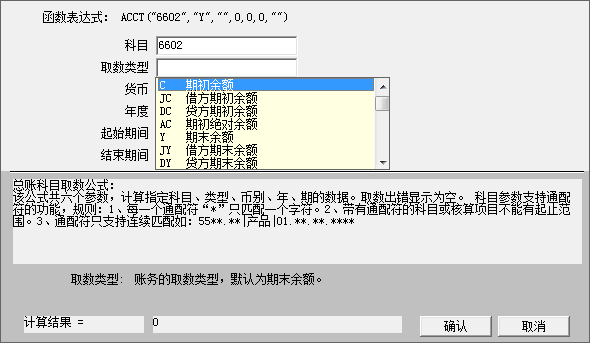 函数表达式: ACCT("6602","Y","",0,0,0,"")
科目 6602
取数类型
货币
年度
起始期间
结束期间
C 期初余额
JC 借方期初余额
DC 贷方期初余额
AC 期初绝对余额
Y 期末余额
JY 借方期末余额
DY 贷方期末余额
总账科目取数公式:
该公式共六个参数，计算指定科目、类型、币别、年、期的数据。取数出错显示为空。 科目参数支持通配
符的功能，规则：1、每一个通配符“*”只匹配一个字符。2、带有通配符的科目或核算项目不能有起止范
围。3、通配符只支持连续匹配如：55**.**|产品|01.**.**.****
取数类型: 账务的取数类型，默认为期末余额。
计算结果 = 0
确认 取消